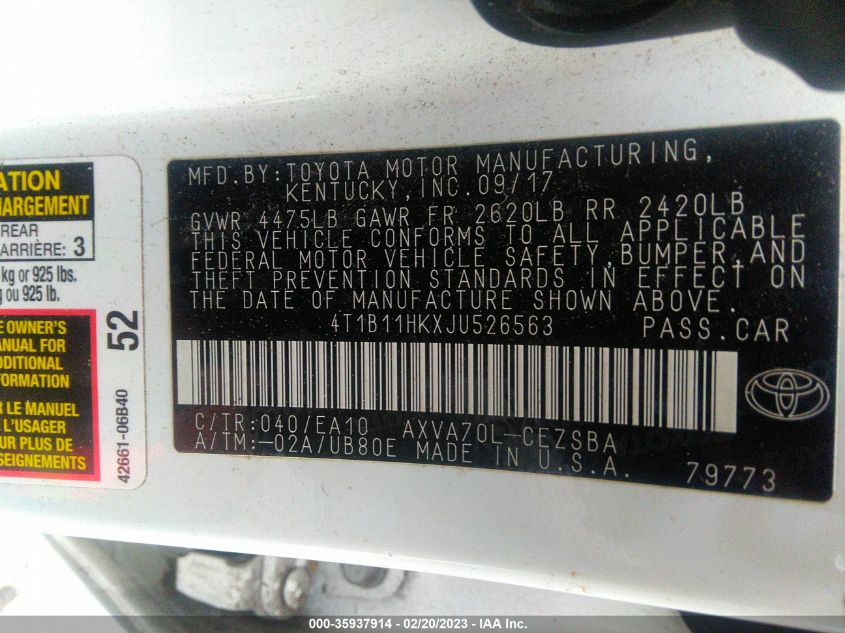 ATION
HARGEMENT
REAR
ARRIÈRE: 3
kg or 925 lbs.
ou 925 lb.
OWNER'S
ANUAL FOR
DDITIONAL
FORMATION
R LE MANUEL
L'USAGER
SEIGNEMENTS
52
42661-06B40
MFD.BY:TOYOTA MOTOR MANUFACTURING,
KENTUCKY,INC.09/17
GVWR 4475LB GAWR FR 2620LB RR 2420LB
THIS VEHICLE CONFORMS TO ALL APPLICABLE
FEDERAL MOTOR VEHICLE SAFETY,BUMPER,AND
THEFT PREVENTION STANDARDS IN EFFECT ON
THE DATE OF MANUFACTURE SHOWN ABOVE.
4T1B11HKXJU526563 PASS.CAR
C/TR:040/EA10 AXVA70L-CEZSBA
A/TM:-02A/UB80E MADE IN U.S.A. 79773
000-35937914 - 02/20/2023 - IAA Inc.